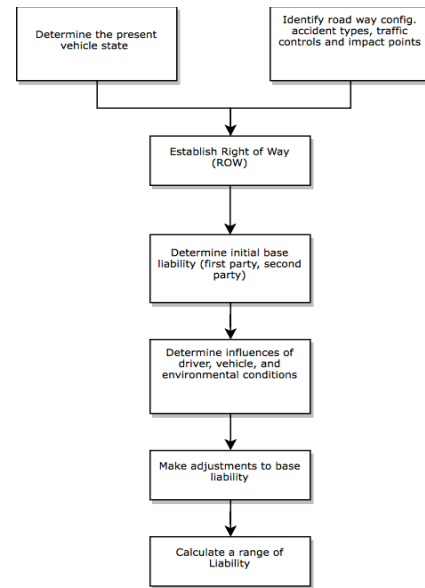 Determine the present
vehicle state
Identify road way config.
accident types, traffic
controls and impact points
Establish Right of Way
(ROW)
Determine initial base
liability (first party, second
party)
Determine influences of
driver, vehicle, and
environmental conditions
Make adjustments to base
liability
Calculate a range of
Liability